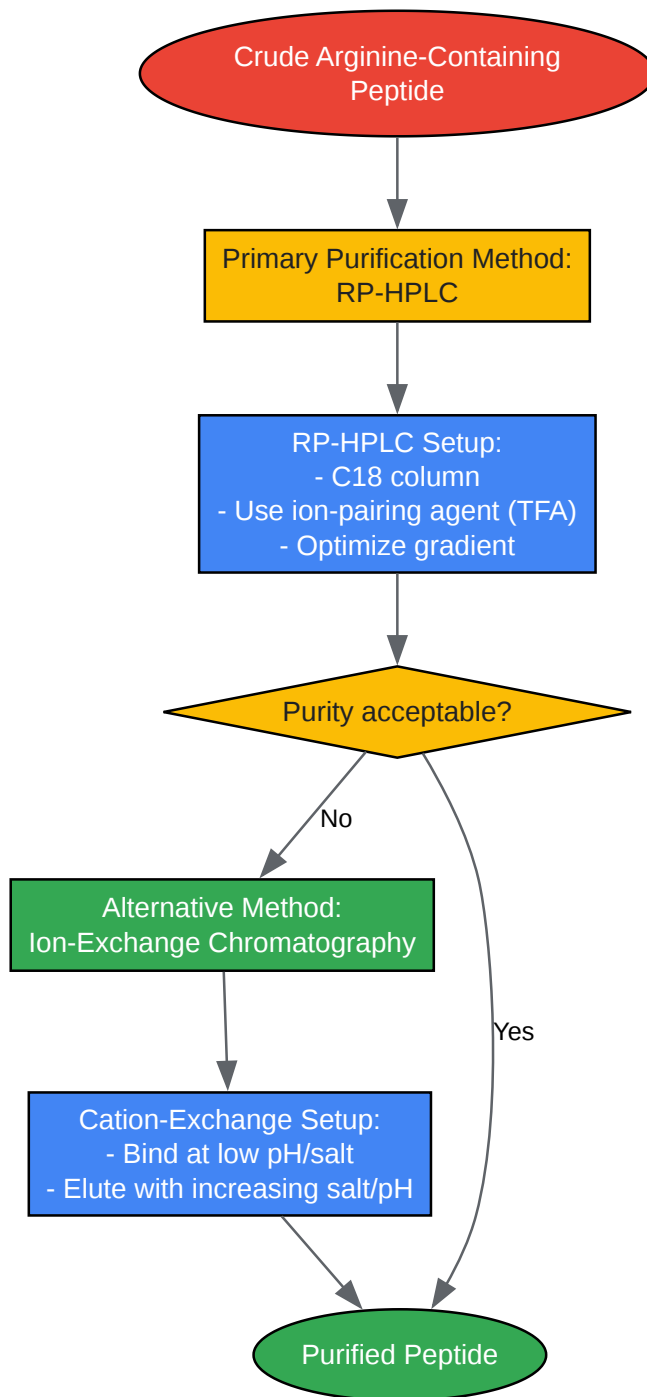 Crude Arginine-Containing
Peptide
Primary Purification Method:
RP-HPLC
RP-HPLC Setup:
- C18 column
- Use ion-pairing agent (TFA)
- Optimize gradient
Purity acceptable?
No
Alternative Method:
Ion-Exchange Chromatography
Yes
Cation-Exchange Setup:
- Bind at low pH/salt
- Elute with increasing salt/pH
Purified Peptide